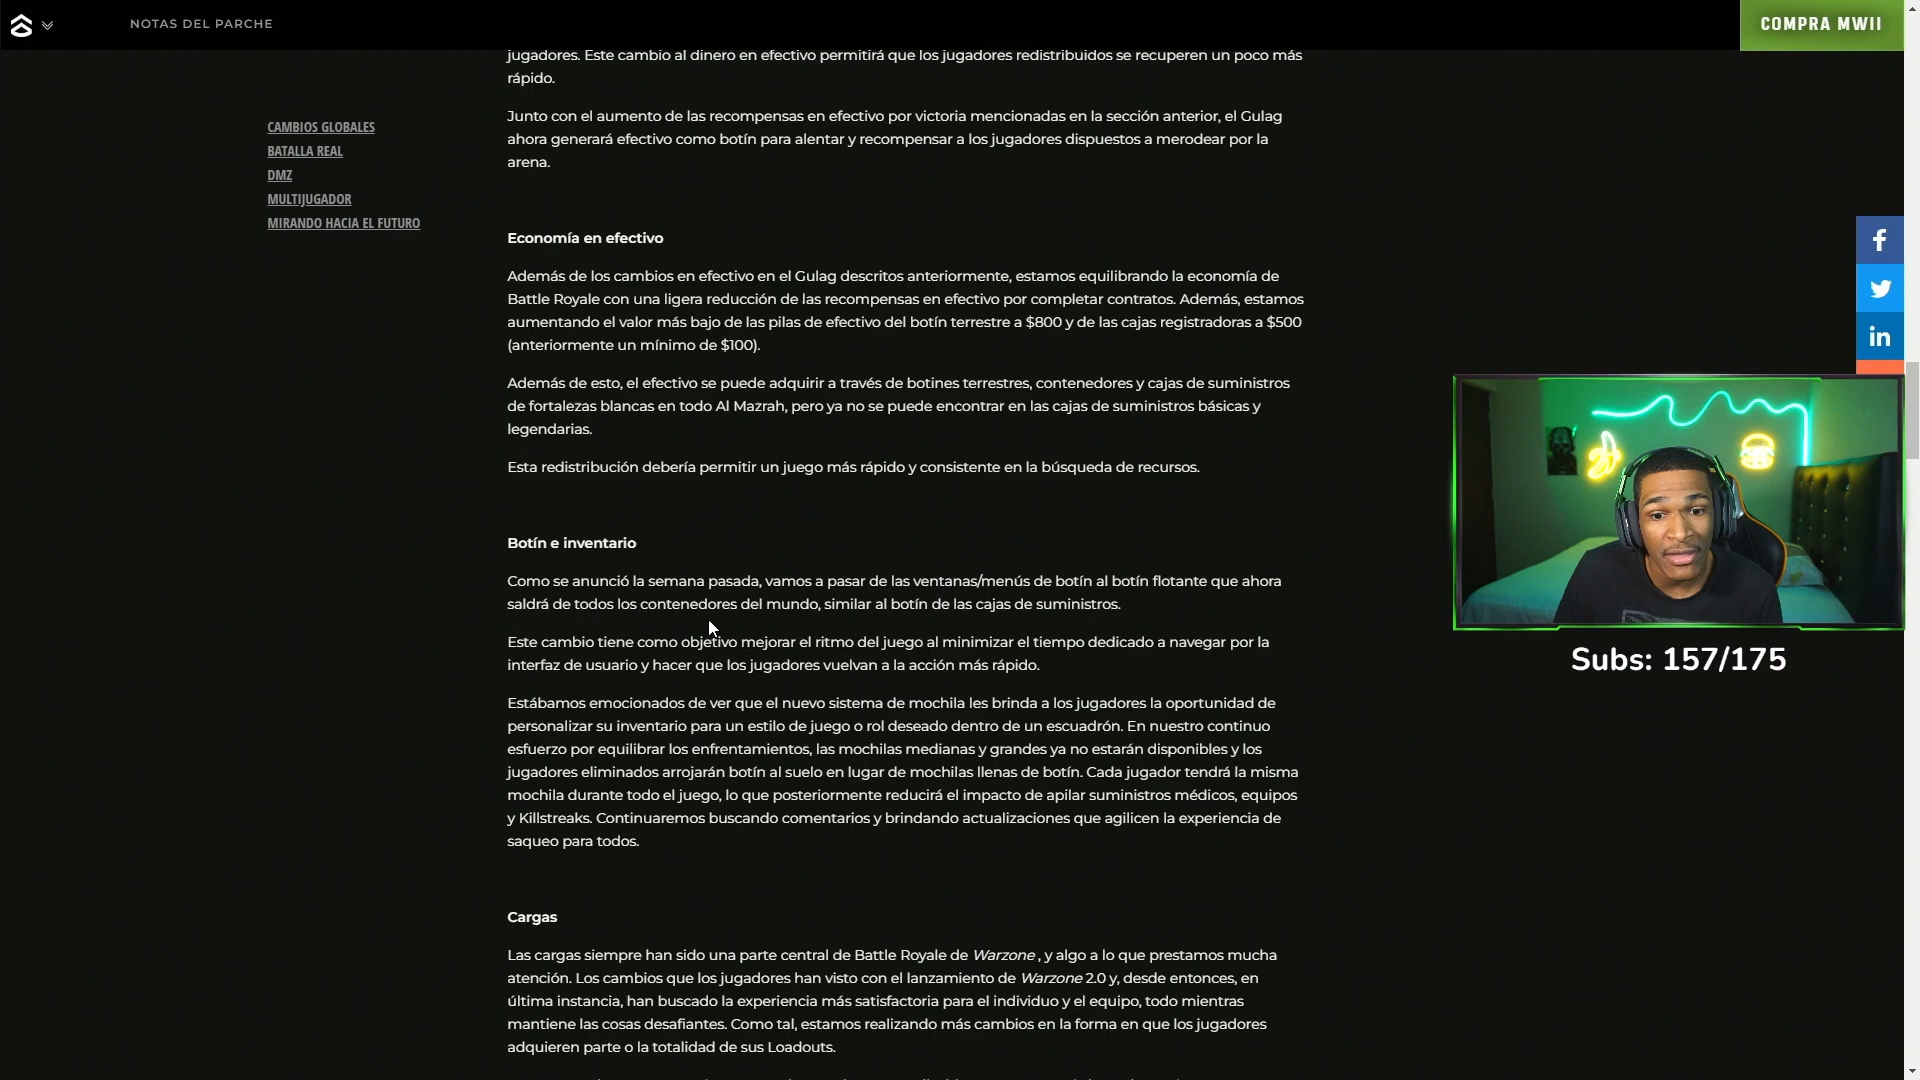 NOTAS DEL PARCHE
COMPRA MWII
jugadores. Este cambio al dinero en efectivo permitirá que los jugadores redistribuidos se recuperen un poco más
rápido.
Junto con el aumento de las recompensas en efectivo por victoria mencionadas en la sección anterior, el Gulag
ahora generará efectivo como botín para alentar y recompensar a los jugadores dispuestos a merodear por la
arena.
CAMBIOS GLOBALES
BATALLA REAL
DMZ
MULTIJUGADOR
MIRANDO HACIA EL FUTURO
Economía en efectivo
Además de los cambios en efectivo en el Gulag descritos anteriormente, estamos equilibrando la economía de
Battle Royale con una ligera reducción de las recompensas en efectivo por completar contratos. Además, estamos
aumentando el valor más bajo de las pilas de efectivo del botín terrestre a $800 y de las cajas registradoras a $500
(anteriormente un mínimo de $100).
Además de esto, el efectivo se puede adquirir a través de botines terrestres, contenedores y cajas de suministros
de fortalezas blancas en todo Al Mazrah, pero ya no se puede encontrar en las cajas de suministros básicas y
legendarias.
Esta redistribución debería permitir un juego más rápido y consistente en la búsqueda de recursos.
Botín e inventario
Como se anunció la semana pasada, vamos a pasar de las ventanas/menús de botín al botín flotante que ahora
saldrá de todos los contenedores del mundo, similar al botín de las cajas de suministros.
Este cambio tiene como objetivo mejorar el ritmo del juego al minimizar el tiempo dedicado a navegar por la
interfaz de usuario y hacer que los jugadores vuelvan a la acción más rápido.
Estábamos emocionados de ver que el nuevo sistema de mochila les brinda a los jugadores la oportunidad de
personalizar su inventario para un estilo de juego o rol deseado dentro de un escuadrón. En nuestro continuo
esfuerzo por equilibrar los enfrentamientos, las mochilas medianas y grandes ya no estarán disponibles y los
jugadores eliminados arrojarán botín al suelo en lugar de mochilas llenas de botín. Cada jugador tendrá la misma
mochila durante todo el juego, lo que posteriormente reducirá el impacto de apilar suministros médicos, equipos
y Killstreaks. Continuaremos buscando comentarios y brindando actualizaciones que agilicen la experiencia de
saqueo para todos.
Cargas
Las cargas siempre han sido una parte central de Battle Royale de Warzone , y algo a lo que prestamos mucha
atención. Los cambios que los jugadores han visto con el lanzamiento de Warzone 2.0 y, desde entonces, en
última instancia, han buscado la experiencia más satisfactoria para el individuo y el equipo, todo mientras
mantiene las cosas desafiantes. Como tal, estamos realizando más cambios en la forma en que los jugadores
adquieren parte o la totalidad de sus Loadouts.
Subs: 157/175